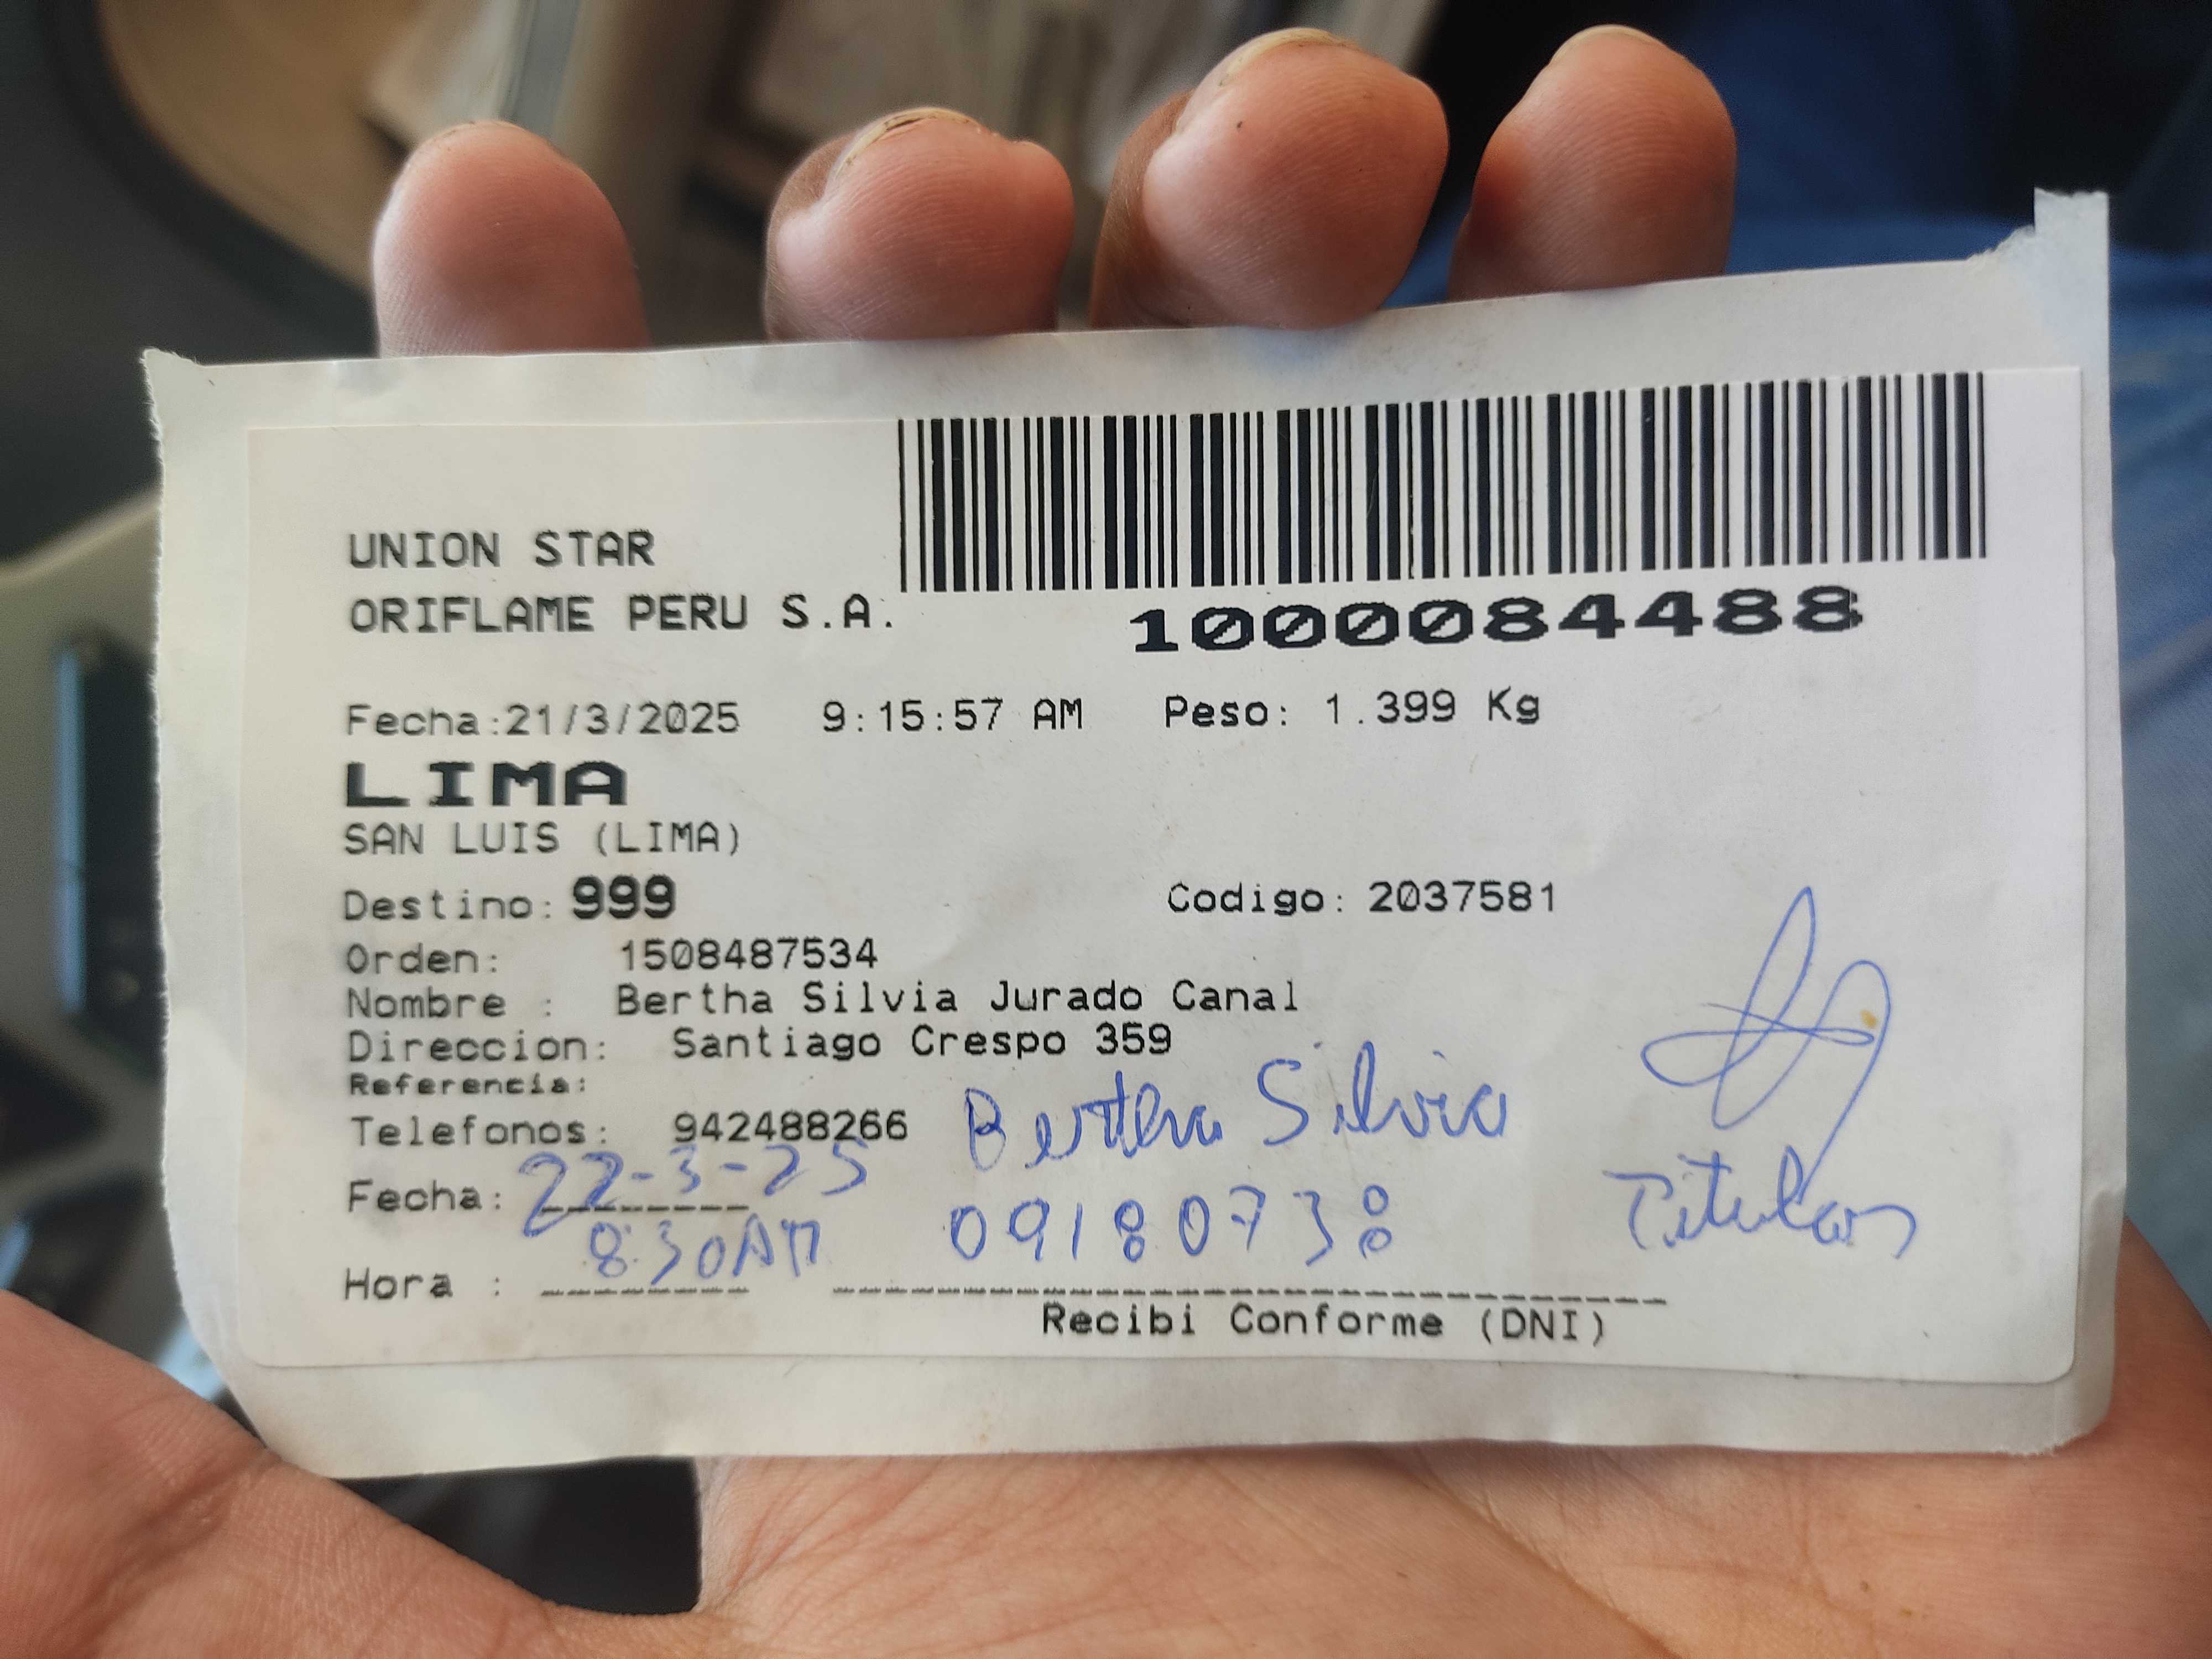 UNION STAR
ORIFLAME PERU S.A.
1000084488
Fecha:21/3/2025 9:15:57 AM Peso: 1.399 Kg
LIMA
SAN LUIS (LIMA)
Destino: 999 Codigo: 2037581
Orden: 1508487534
Nombre : Bertha Silvia Jurado Canal
Direccion: Santiago Crespo 359
Referencia:
Telefonos: 942488266 Bertha Silvia
Fecha: 22-3-25 09180738 Titular
Hora : 8:30AM
Recibi Conforme (DNI)